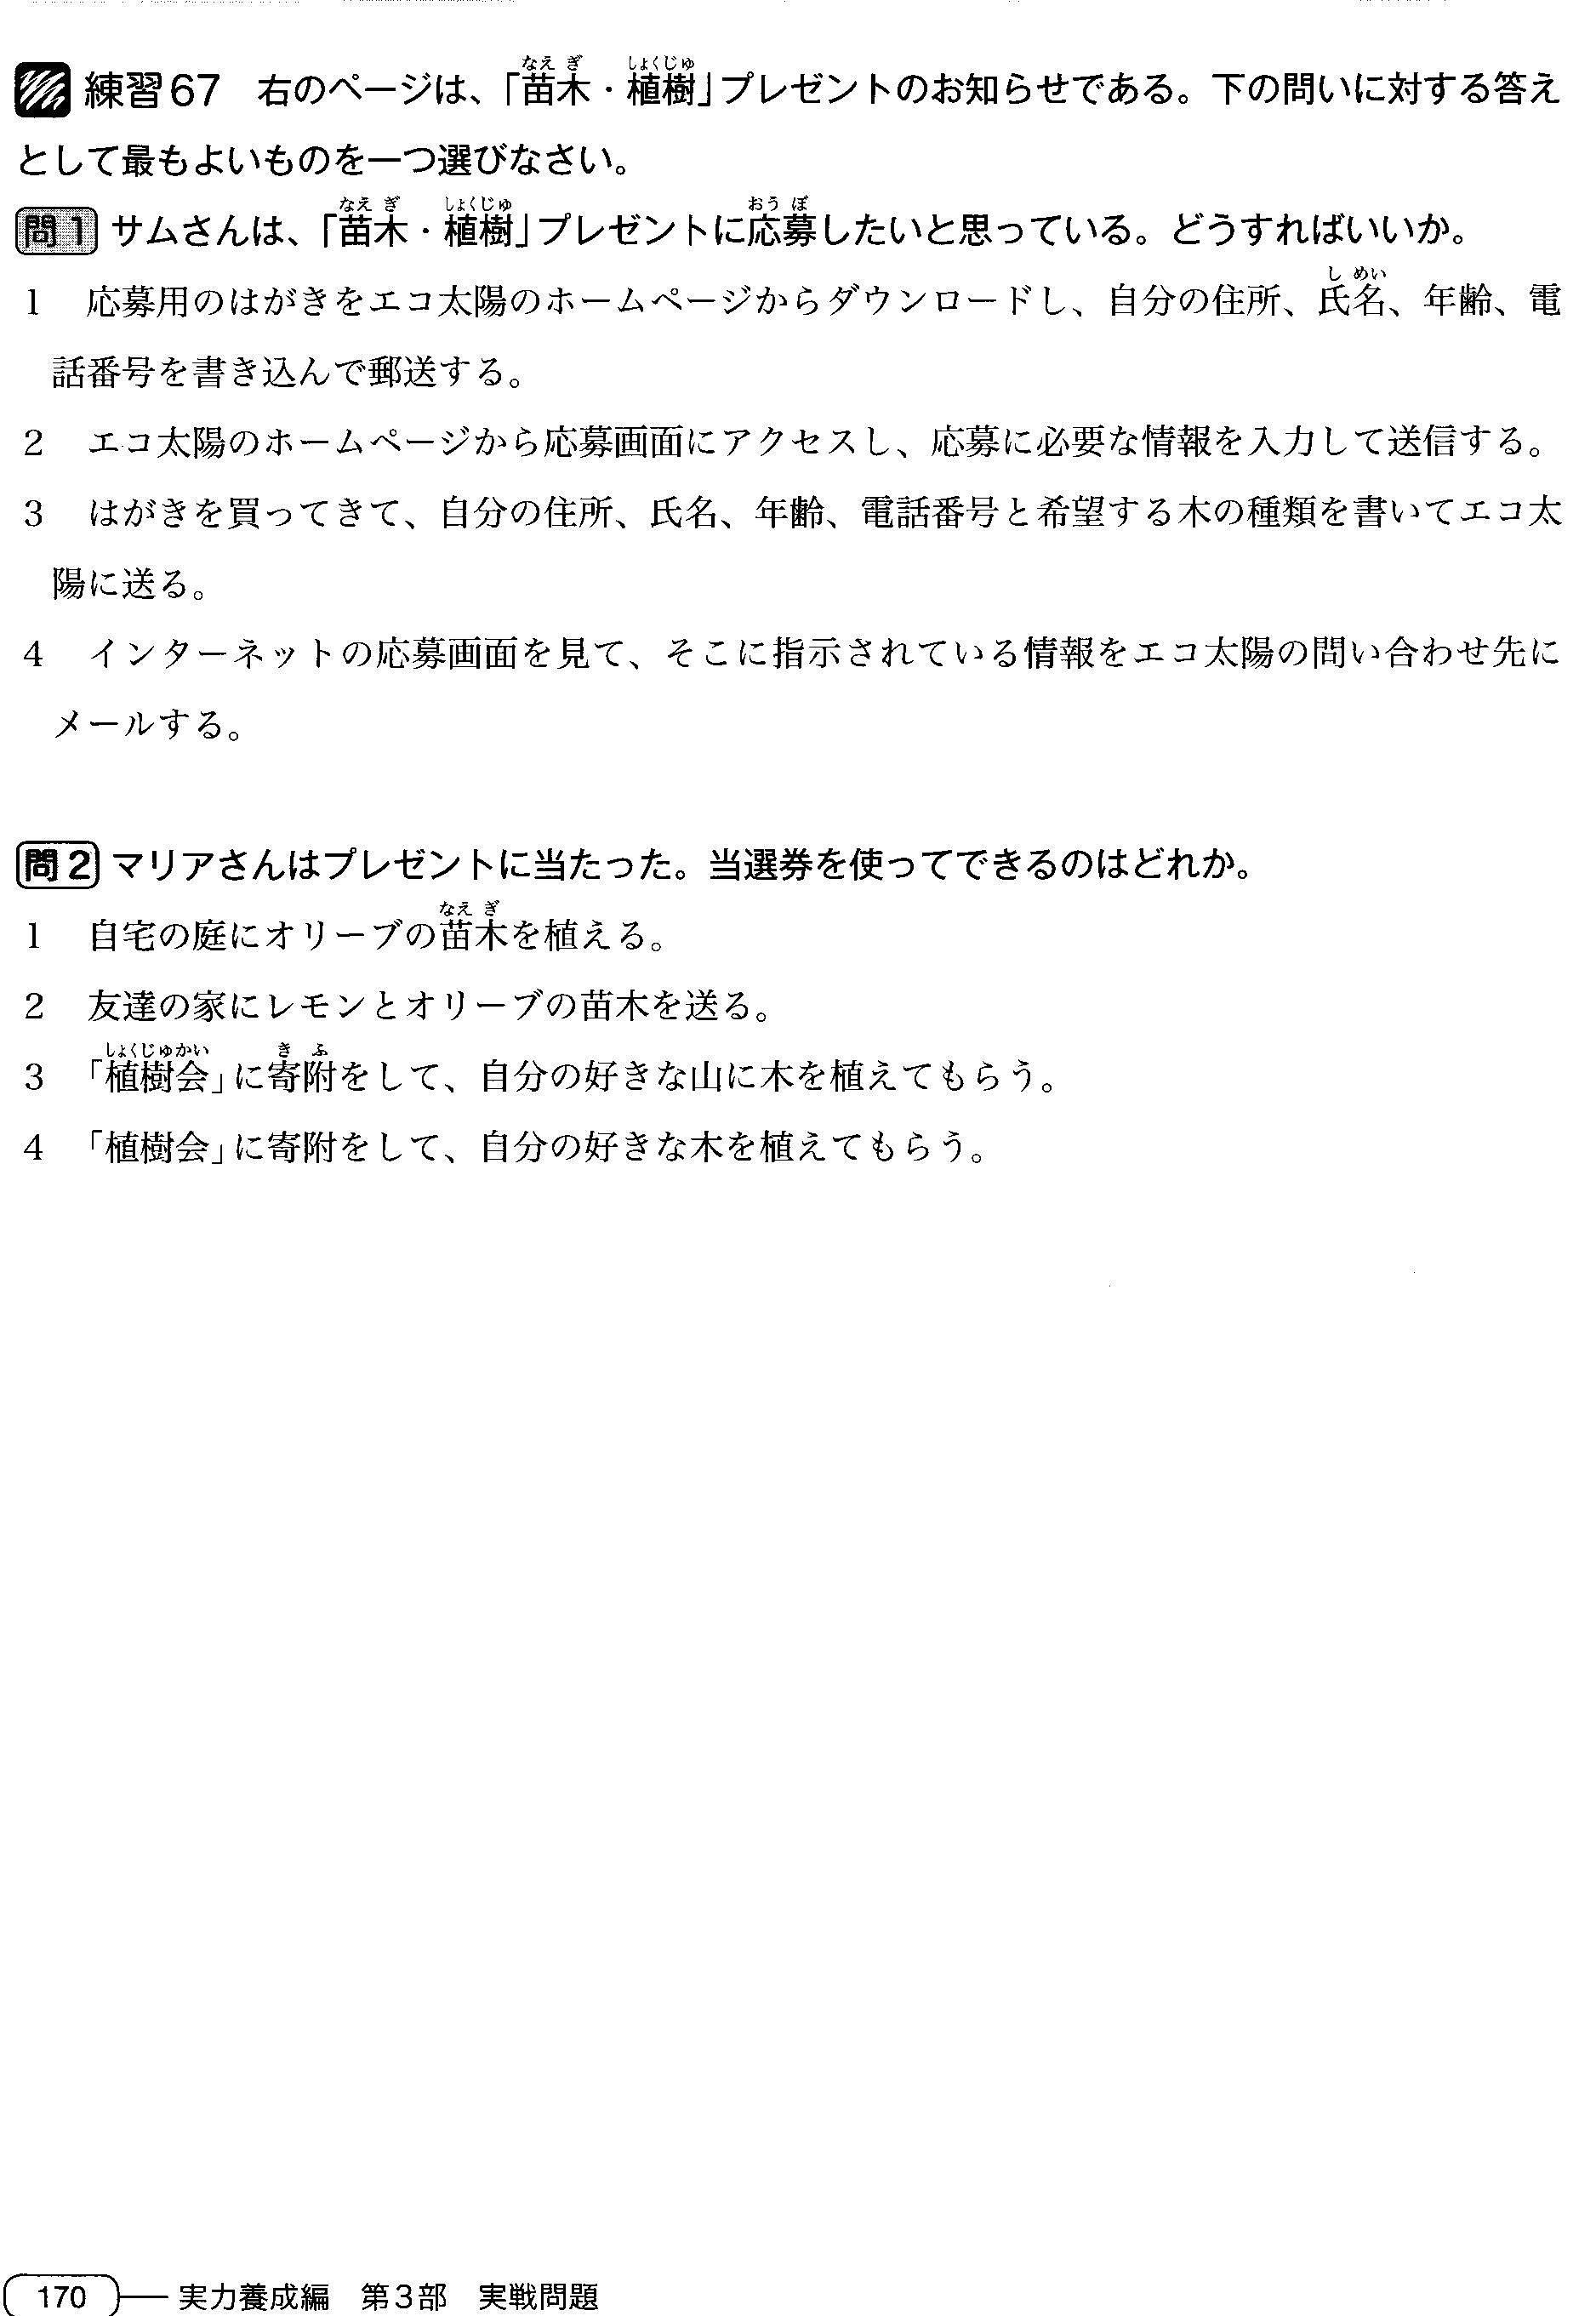 練習67　右のページは、「苗木・植樹」プレゼントのお知らせである。下の問いに対する答え
として最もよいものを一つ選びなさい。
問1 サムさんは、「苗木・植樹」プレゼントに応募したいと思っている。どうすればいいか。
1　応募用のはがきをエコ太陽のホームページからダウンロードし、自分の住所、氏名、年齢、電
話番号を書き込んで郵送する。
2　エコ太陽のホームページから応募画面にアクセスし、応募に必要な情報を入力して送信する。
3　はがきを買ってきて、自分の住所、氏名、年齢、電話番号と希望する木の種類を書いてエコ太
陽に送る。
4　インターネットの応募画面を見て、そこに指示されている情報をエコ太陽の問い合わせ先に
メールする。
問2 マリアさんはプレゼントに当たった。当選券を使ってできるのはどれか。
1　自宅の庭にオリーブの苗木を植える。
2　友達の家にレモンとオリーブの苗木を送る。
3　「植樹会」に寄附をして、自分の好きな山に木を植えてもらう。
4　「植樹会」に寄附をして、自分の好きな木を植えてもらう。
170 実力養成編　第3部　実戦問題